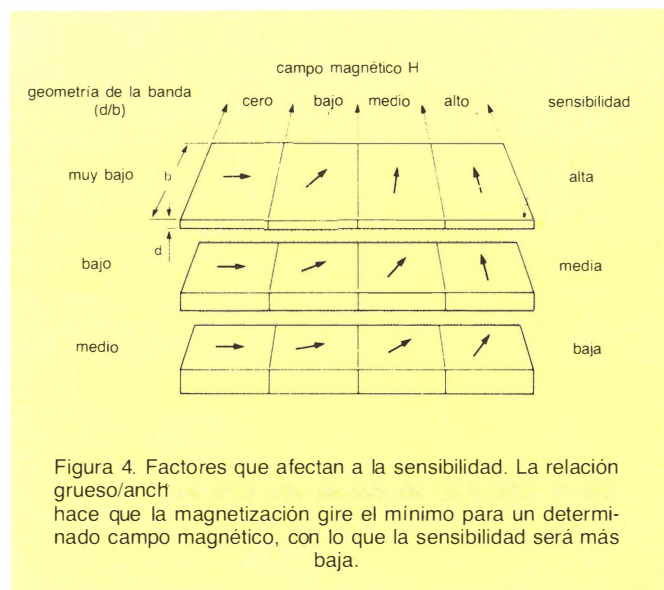 campo magnético H
geometría de la banda
(d/b)
cero bajo medio alto sensibilidad
muy bajo b alta
d
bajo media
medio baja
Figura 4. Factores que afectan a la sensibilidad. La relación
grueso/anch
hace que la magnetización gire el mínimo para un determi-
nado campo magnético, con lo que la sensibilidad será más
baja.